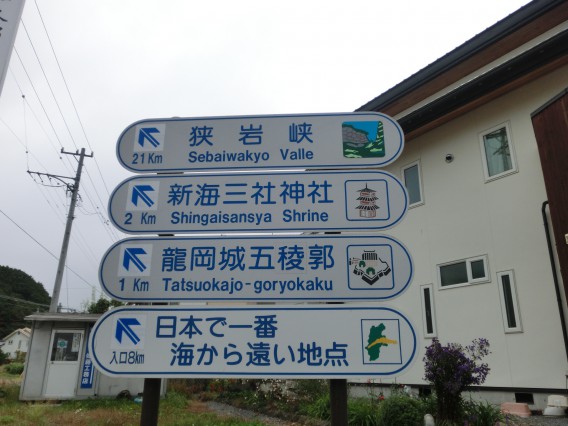 狭岩峡
21 Km
Sebaiwakyo Valle
新海三社神社
2 Km
Shingaisansya Shrine
龍岡城五稜郭
1 Km
Tatsuokajo-goryokaku
日本で一番
海から遠い地点
入口8km